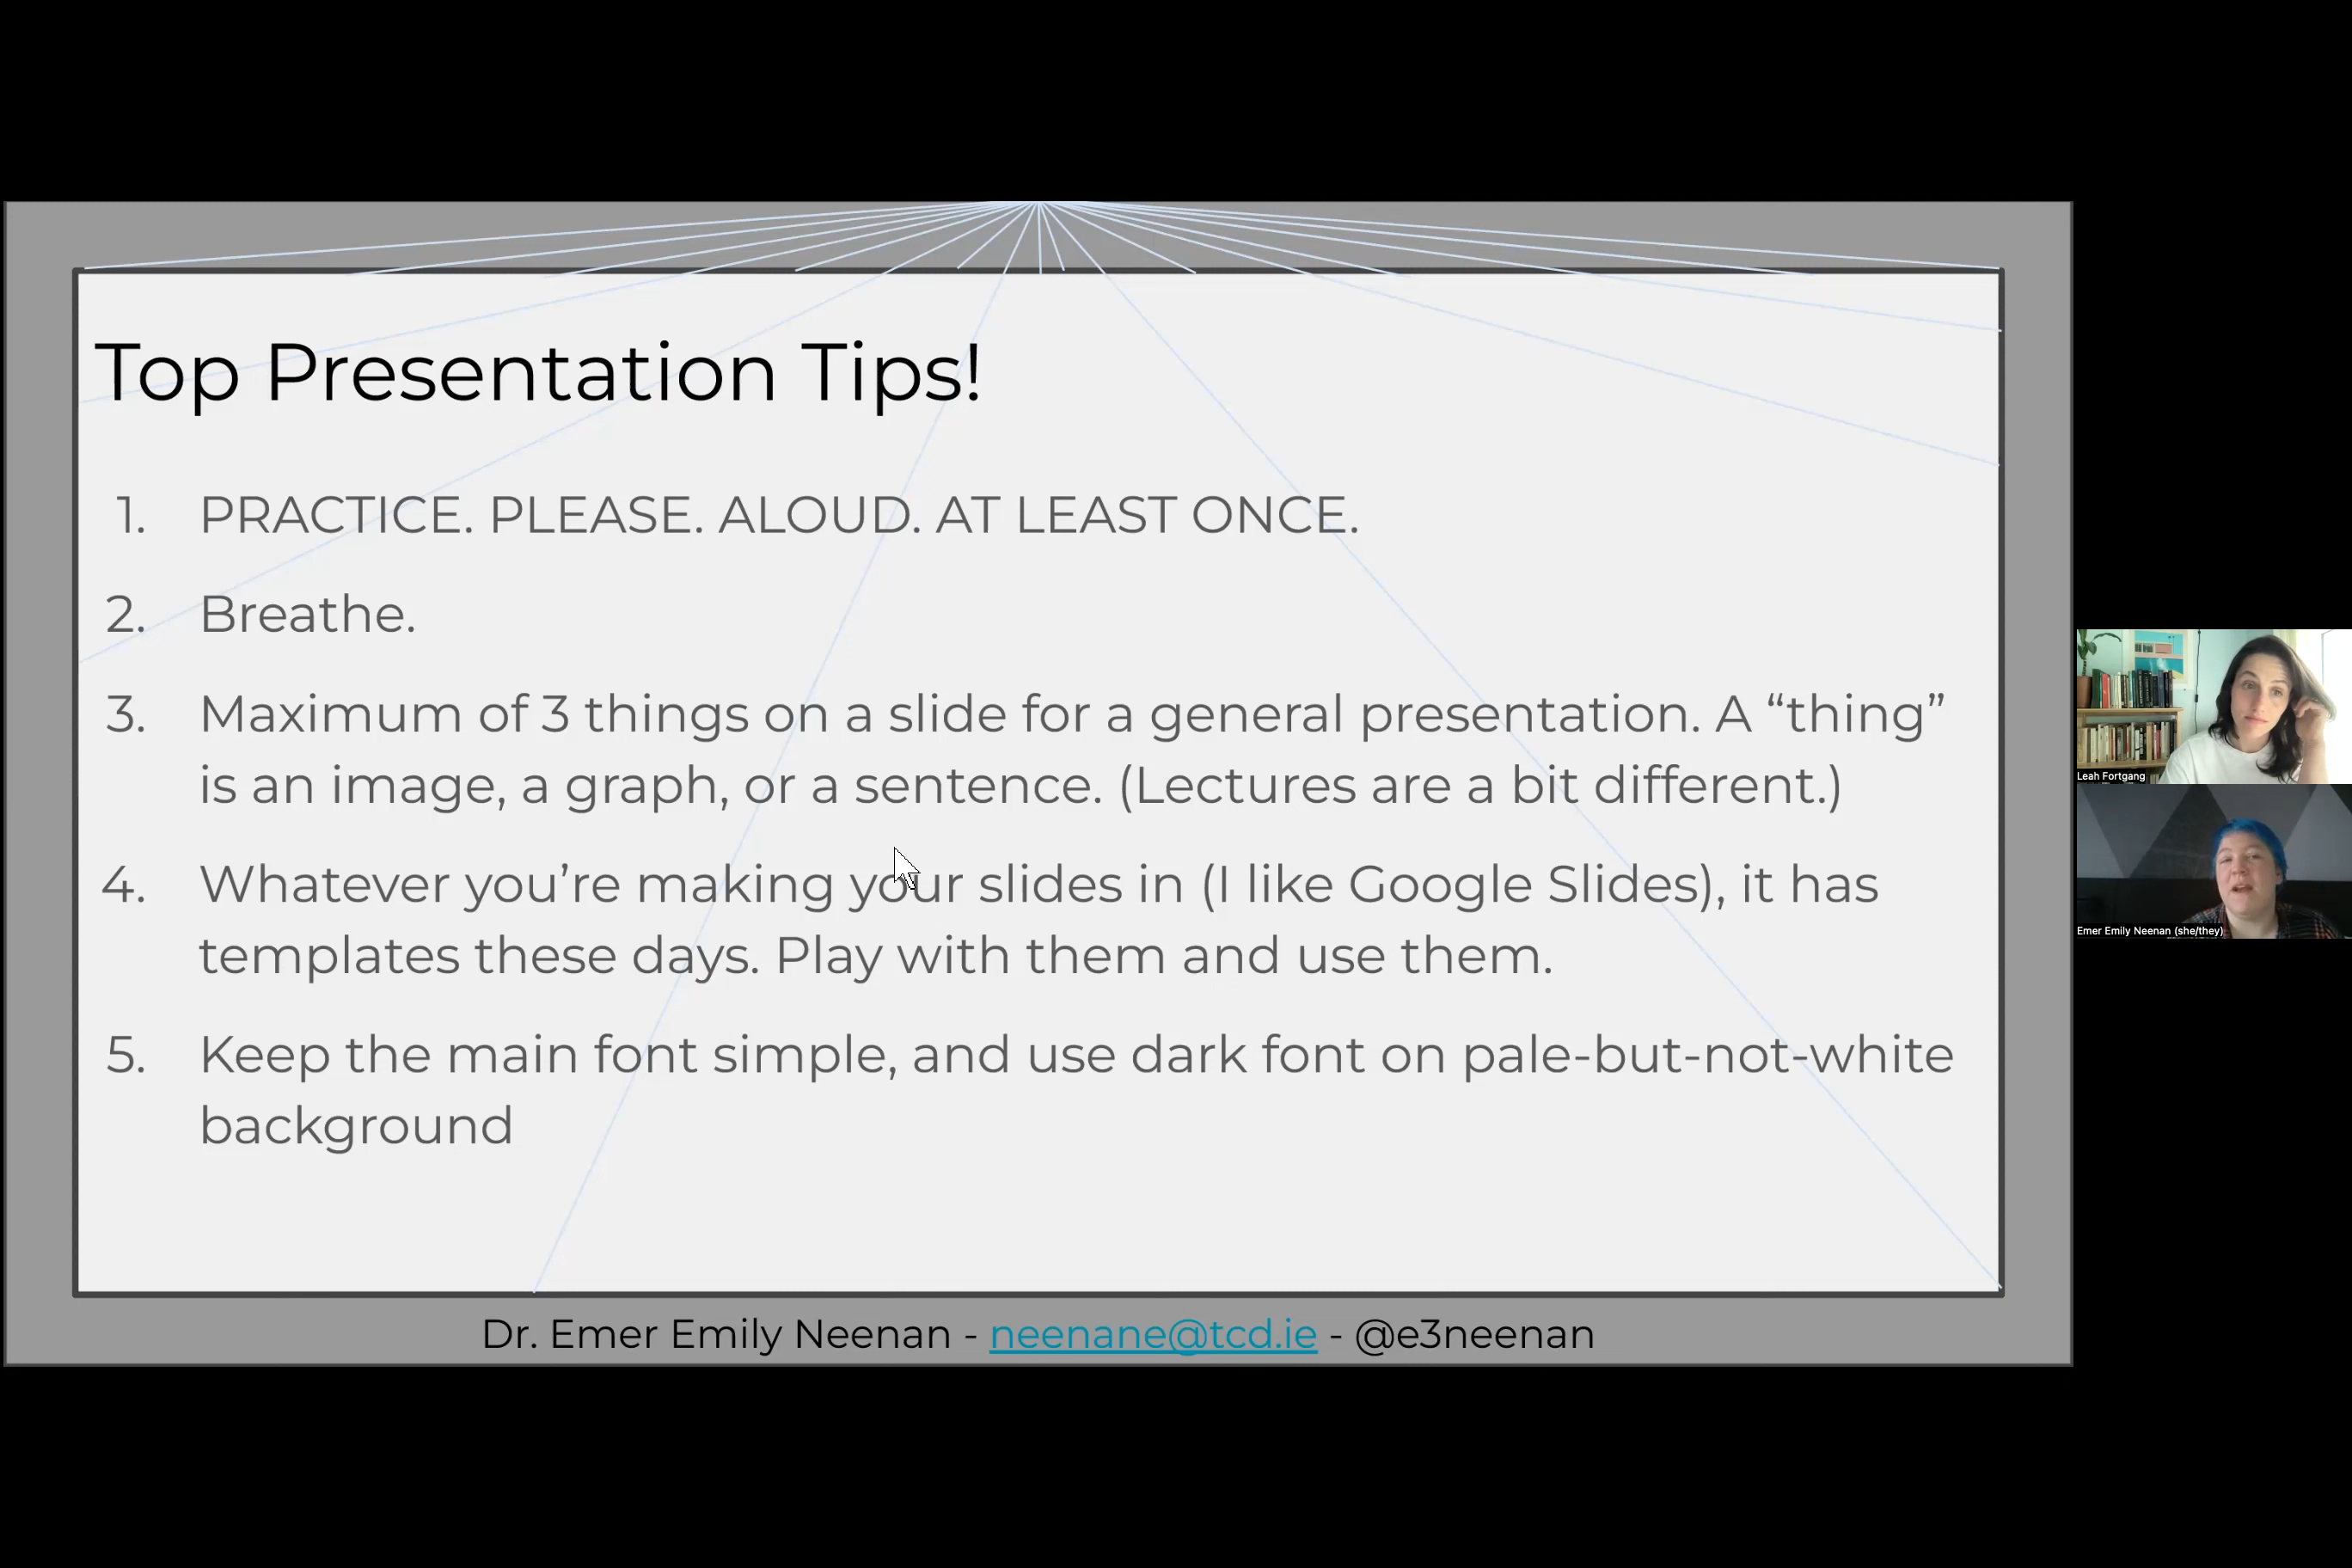 Top Presentation Tips!
1. PRACTICE. PLEASE. ALOUD. AT LEAST ONCE.
2. Breathe.
3. Maximum of 3 things on a slide for a general presentation. A “thing”
is an image, a graph, or a sentence. (Lectures are a bit different.)
4. Whatever you’re making your slides in (I like Google Slides), it has
templates these days. Play with them and use them.
5. Keep the main font simple, and use dark font on pale-but-not-white
background
Dr. Emer Emily Neenan - neenane@tcd.ie - @e3neenan
Leah Fortgang
Emer Emily Neenan (she/they)